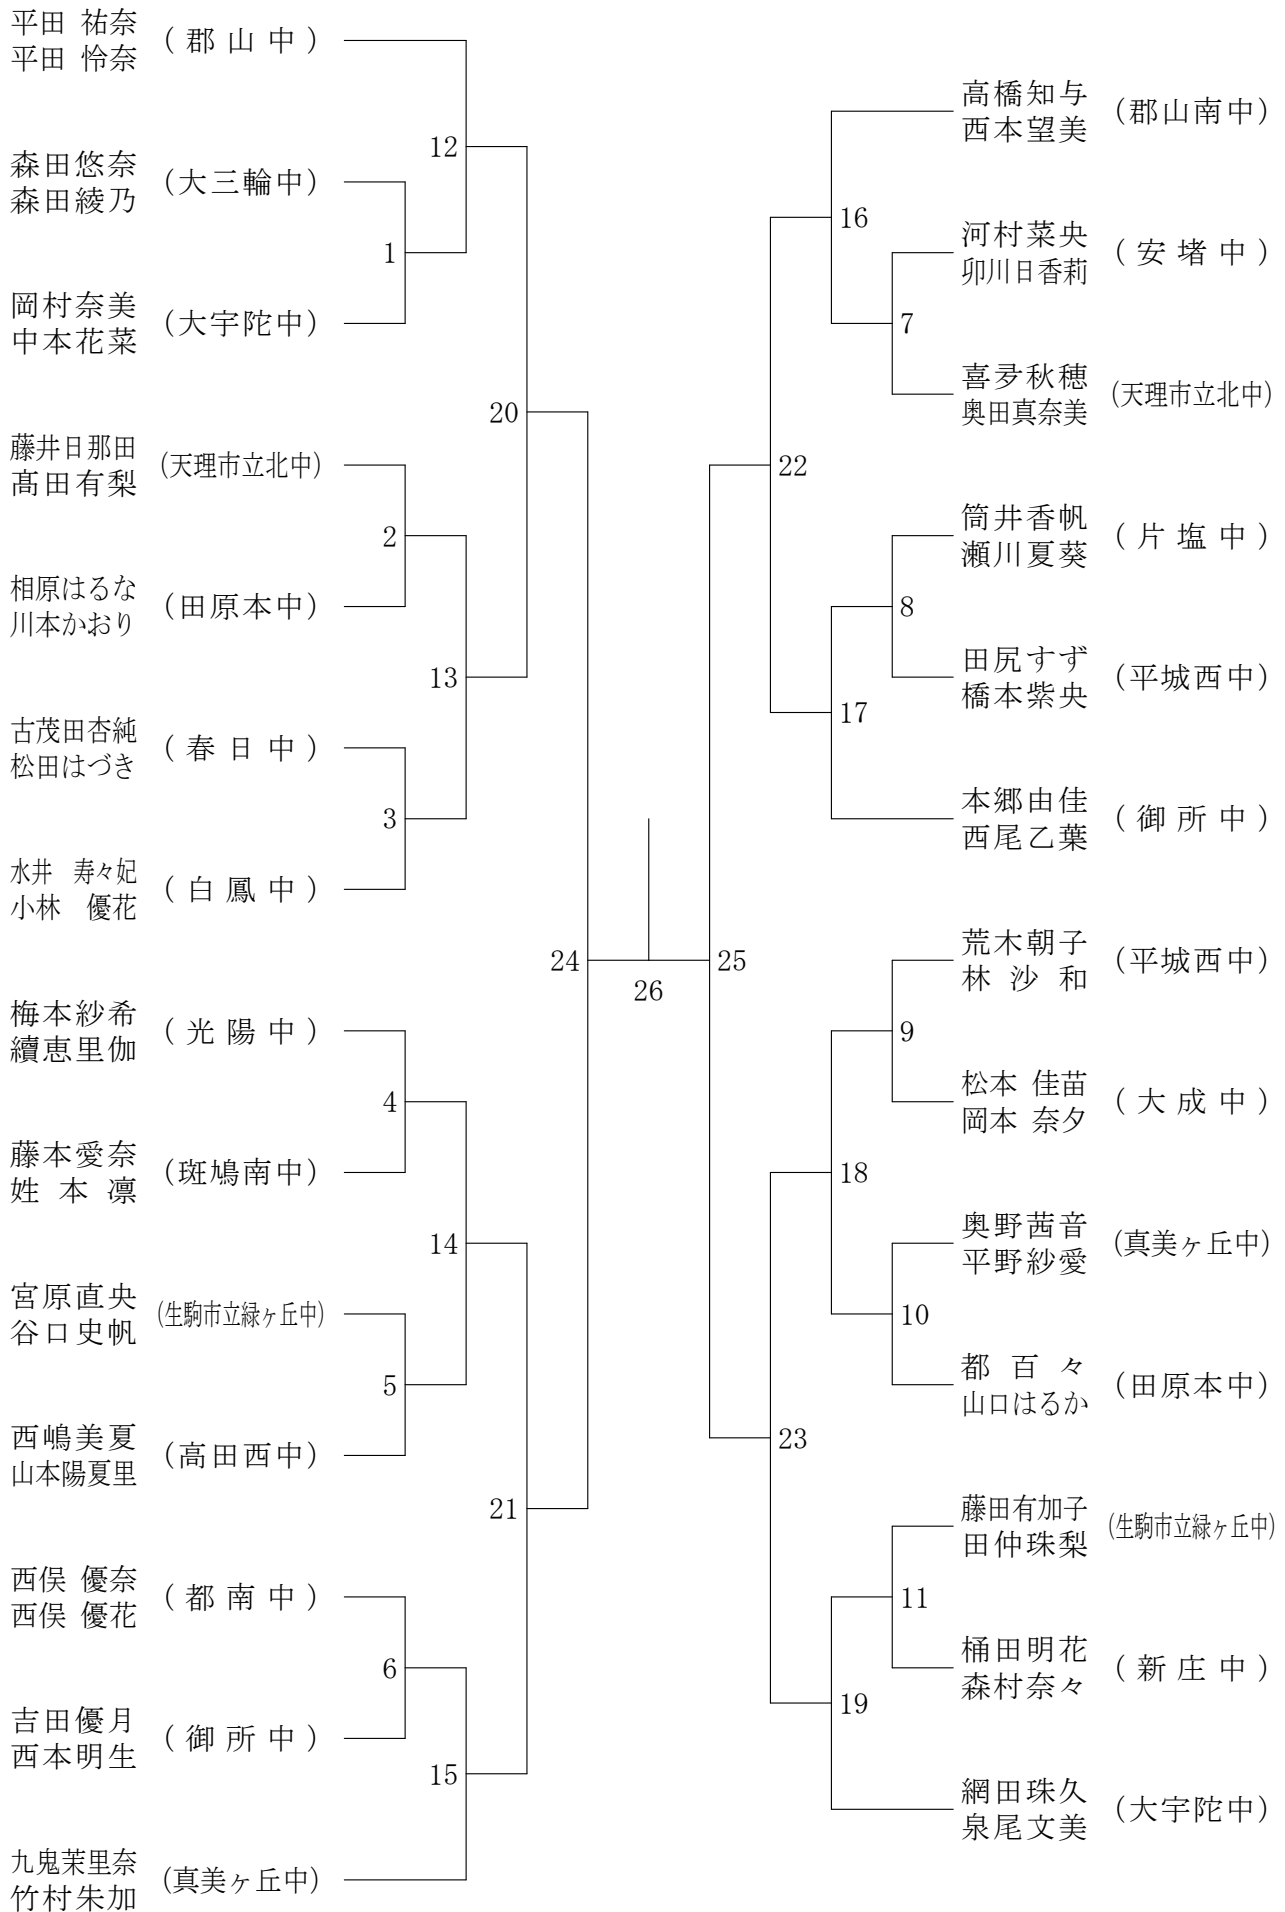 平田 祐奈
平田 怜奈
(郡山中)
森田悠奈
森田綾乃
(大三輪中)
岡村奈美
中本花菜
(大宇陀中)
藤井日那田
髙田有梨
(天理市立北中)
相原はるな
川本かおり
(田原本中)
古茂田杏純
松田はづき
(春日中)
水井 寿々妃
小林 優花
(白鳳中)
梅本紗希
續恵里伽
(光陽中)
藤本愛奈
姓本凛
(斑鳩南中)
宮原直央
谷口史帆
(生駒市立緑ヶ丘中)
西嶋美夏
山本陽夏里
(高田西中)
西俣 優奈
西俣 優花
(都南中)
吉田優月
西本明生
(御所中)
九鬼茉里奈
竹村朱加
(真美ヶ丘中)
1
2
3
4
5
6
12
13
14
15
20
21
24
26
25
22
23
16
17
18
19
7
8
9
10
11
高橋知与
西本望美
(郡山南中)
河村菜央
卯川日香莉
(安堵中)
喜夛秋穂
奥田真奈美
(天理市立北中)
筒井香帆
瀬川夏葵
(片塩中)
田尻すず
橋本紫央
(平城西中)
本郷由佳
西尾乙葉
(御所中)
荒木朝子
林沙和
(平城西中)
松本 佳苗
岡本 奈夕
(大成中)
奥野茜音
平野紗愛
(真美ヶ丘中)
都百々
山口はるか
(田原本中)
藤田有加子
田仲珠梨
(生駒市立緑ヶ丘中)
桶田明花
森村奈々
(新庄中)
網田珠久
泉尾文美
(大宇陀中)